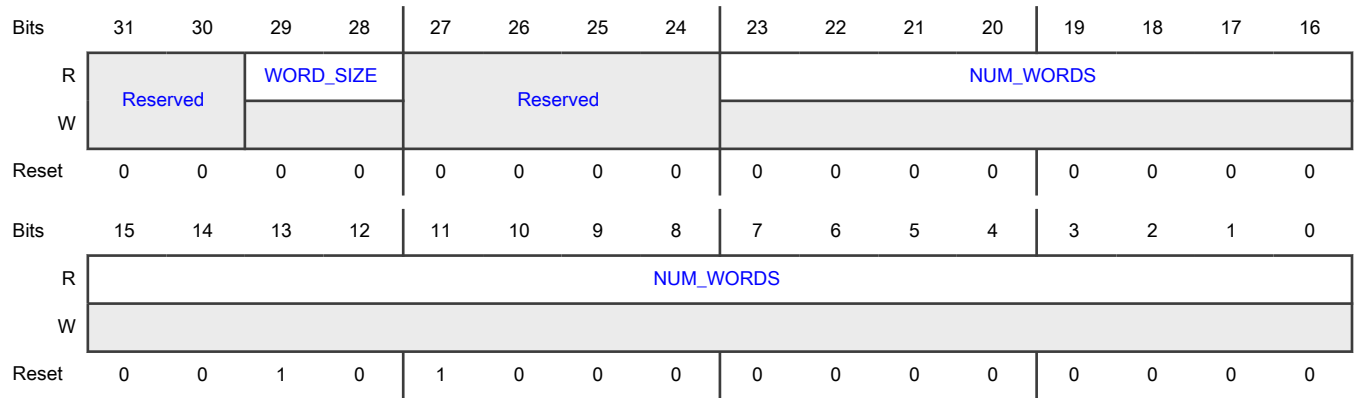 Bits 31 30 29 28 27 26 25 24 23 22 21 20 19 18 17 16
R WORD_SIZE NUM_WORDS
Reserved Reserved
W
Reset 0 0 0 0 0 0 0 0 0 0 0 0 0 0 0 0
Bits 15 14 13 12 11 10 9 8 7 6 5 4 3 2 1 0
R NUM_WORDS
W
Reset 0 0 1 0 1 0 0 0 0 0 0 0 0 0 0 0